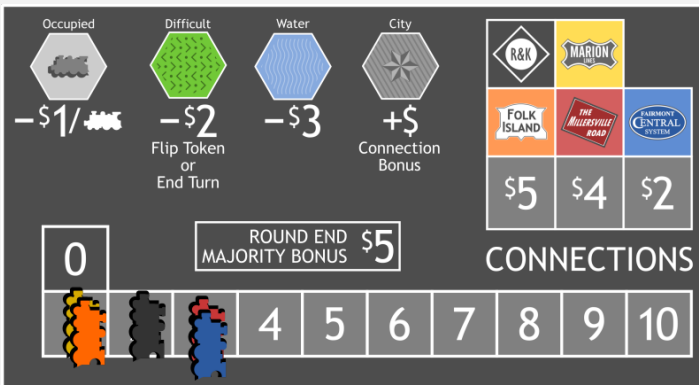 Occupied
Difficult
Water
City
-$1/
-$2
-$3
+$
Flip Token
or
End Turn
Connection
Bonus
R&K
MARION
LINES
FOLK
ISLAND
THE
MILLERSVILLE
ROAD
FAIRMONT
CENTRAL
SYSTEM
$5
$4
$2
ROUND END
MAJORITY BONUS
$5
CONNECTIONS
0
4
5
6
7
8
9
10